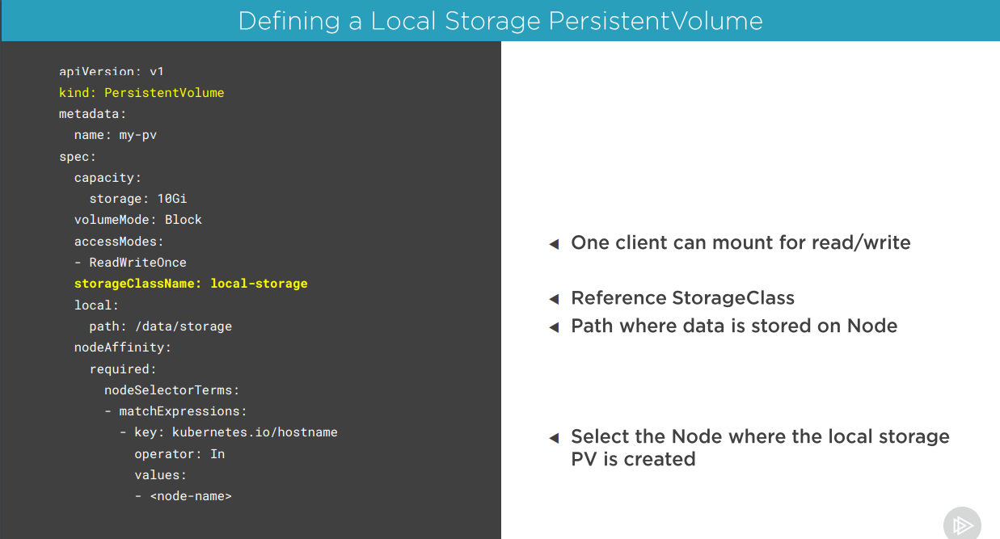 Defining a Local Storage PersistentVolume
apiVersion: v1
kind: PersistentVolume
metadata:
  name: my-pv
spec:
  capacity:
    storage: 10Gi
  volumeMode: Block
  accessModes:
  - ReadWriteOnce
  storageClassName: local-storage
  local:
    path: /data/storage
  nodeAffinity:
    required:
      nodeSelectorTerms:
      - matchExpressions:
        - key: kubernetes.io/hostname
          operator: In
          values:
          - <node-name>
◀ One client can mount for read/write
◀ Reference StorageClass
◀ Path where data is stored on Node
◀ Select the Node where the local storage
PV is created